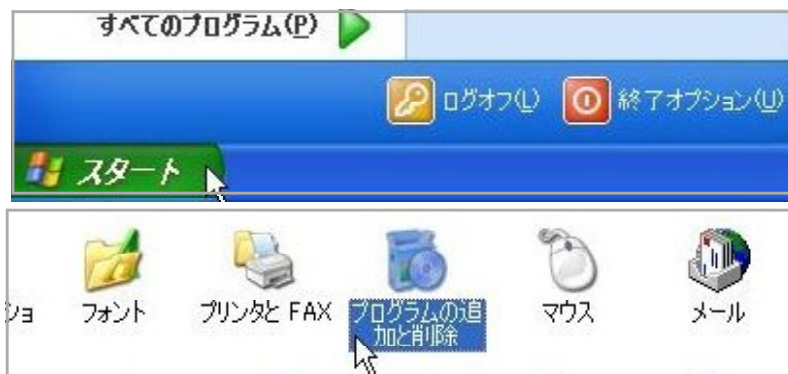 すべてのプログラム(P)
ログオフ(L) 終了オプション(U)
スタート
ショ フォント プリンタと FAX プログラムの追 マウス メール
加と削除